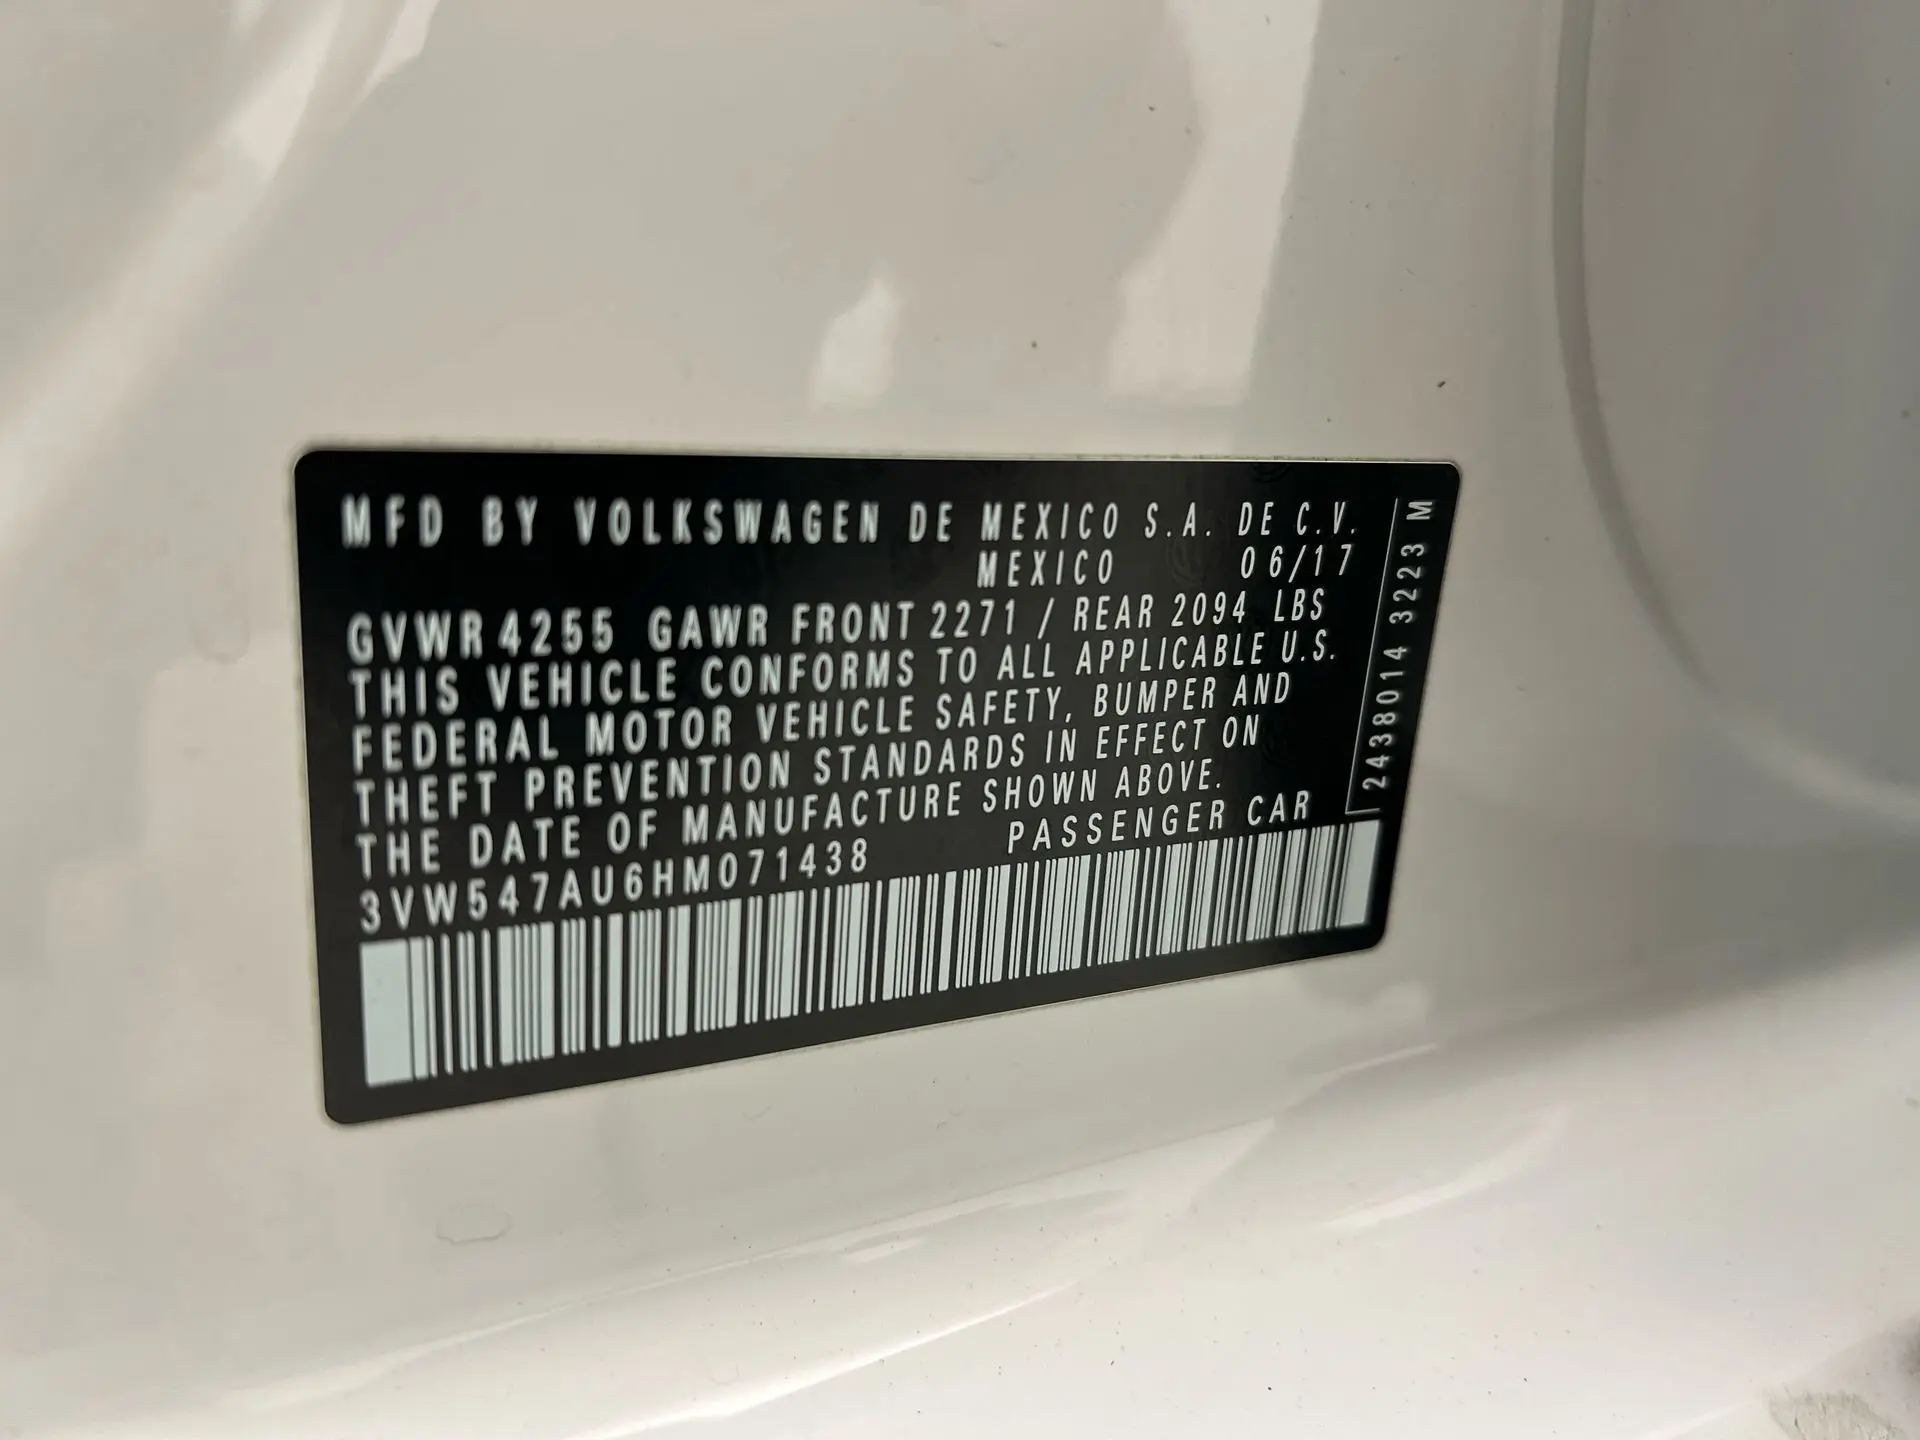 MFD BY VOLKSWAGEN DE MEXICO S.A. DE C.V.
MEXICO 06/17
GVWR 4255 GAWR FRONT 2271 / REAR 2094 LBS
THIS VEHICLE CONFORMS TO ALL APPLICABLE U.S.
FEDERAL MOTOR VEHICLE SAFETY, BUMPER AND
THEFT PREVENTION STANDARDS IN EFFECT ON
THE DATE OF MANUFACTURE SHOWN ABOVE.
3VW547AU6HM071438 PASSENGER CAR
2438014 3223 M